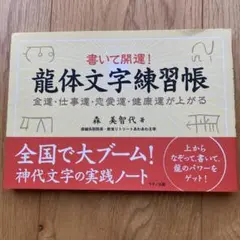 書いて開運!
龍体文字練習帳
金運・仕事運・恋愛運・健康運が上がる
森 美智代 著
全国で大ブーム!
神代文字の実践ノート
上から
なぞって、書いて、
龍のパワーを
ゲット!